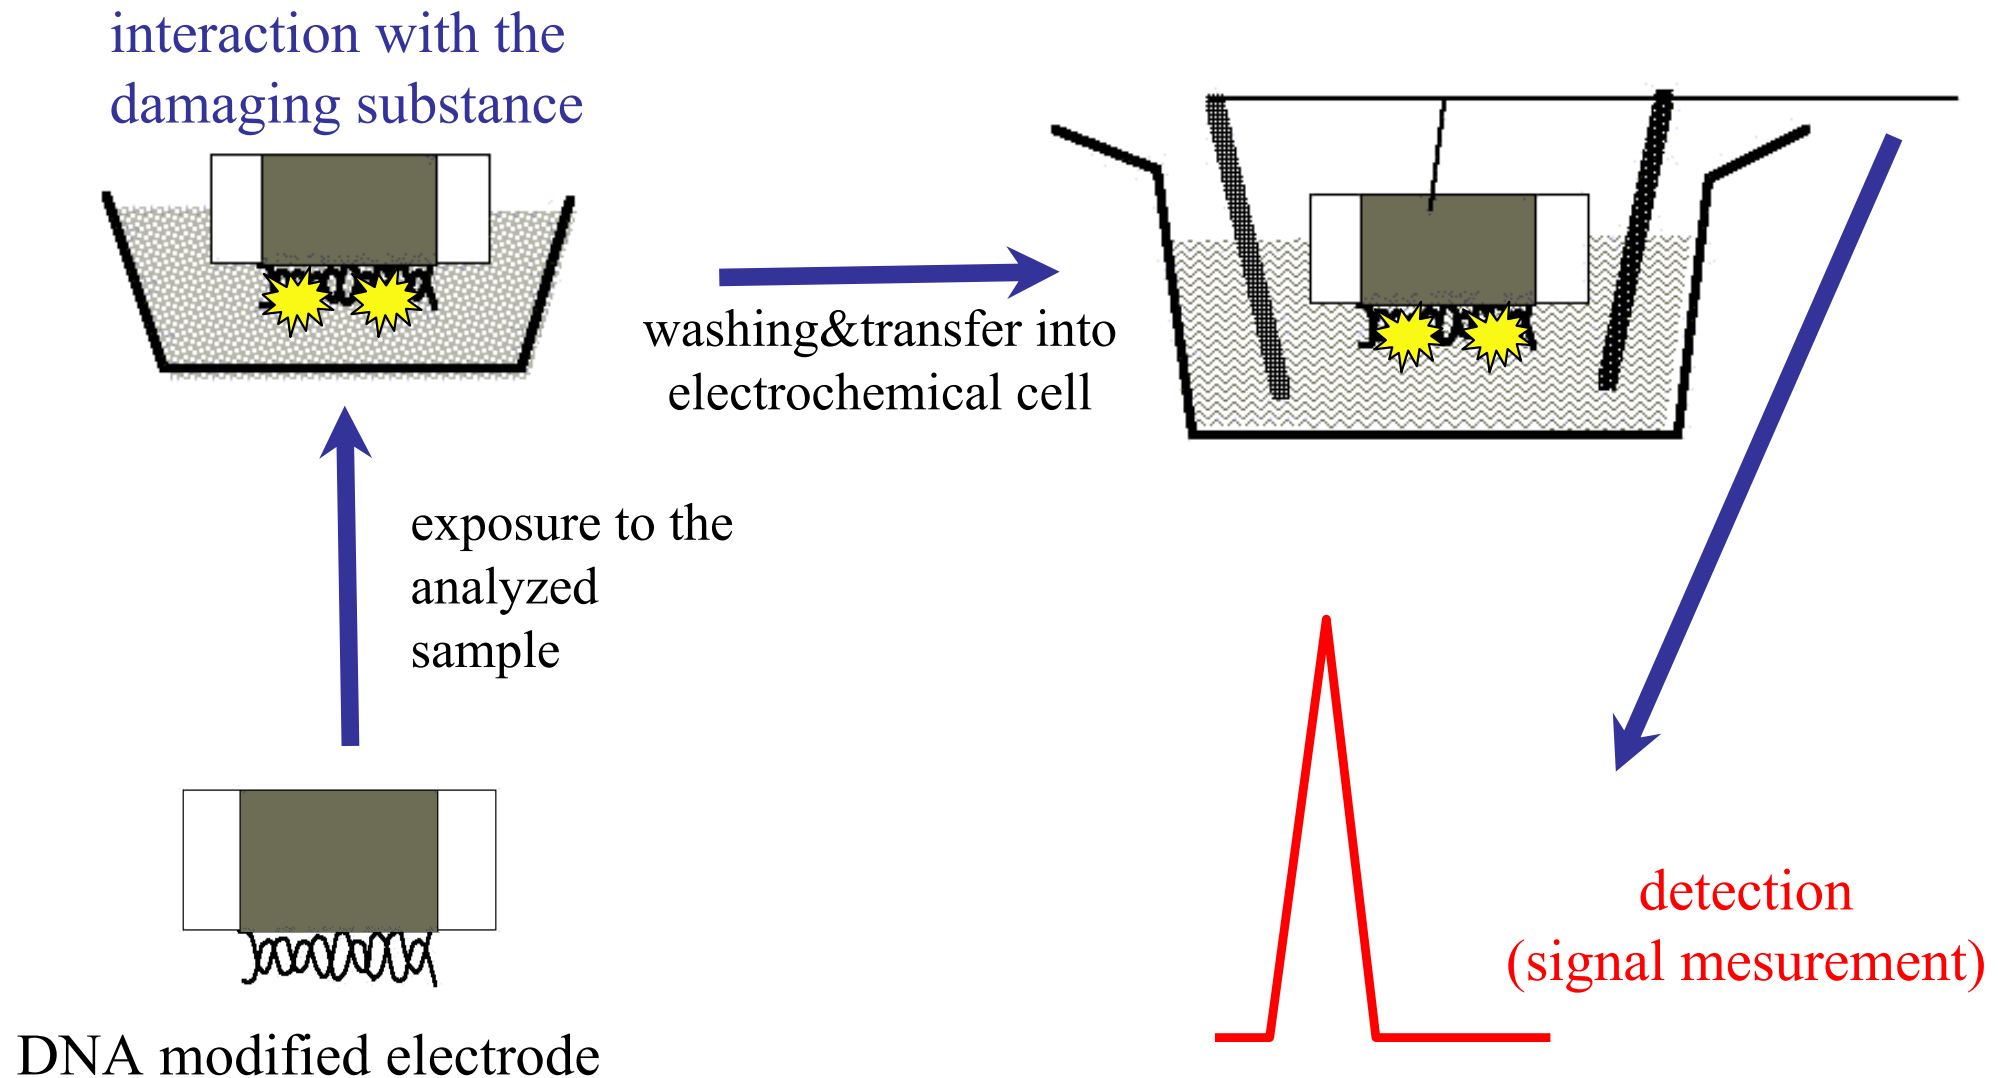 interaction with the
damaging substance
washing&transfer into
electrochemical cell
exposure to the
analyzed
sample
detection
(signal mesurement)
DNA modified electrode